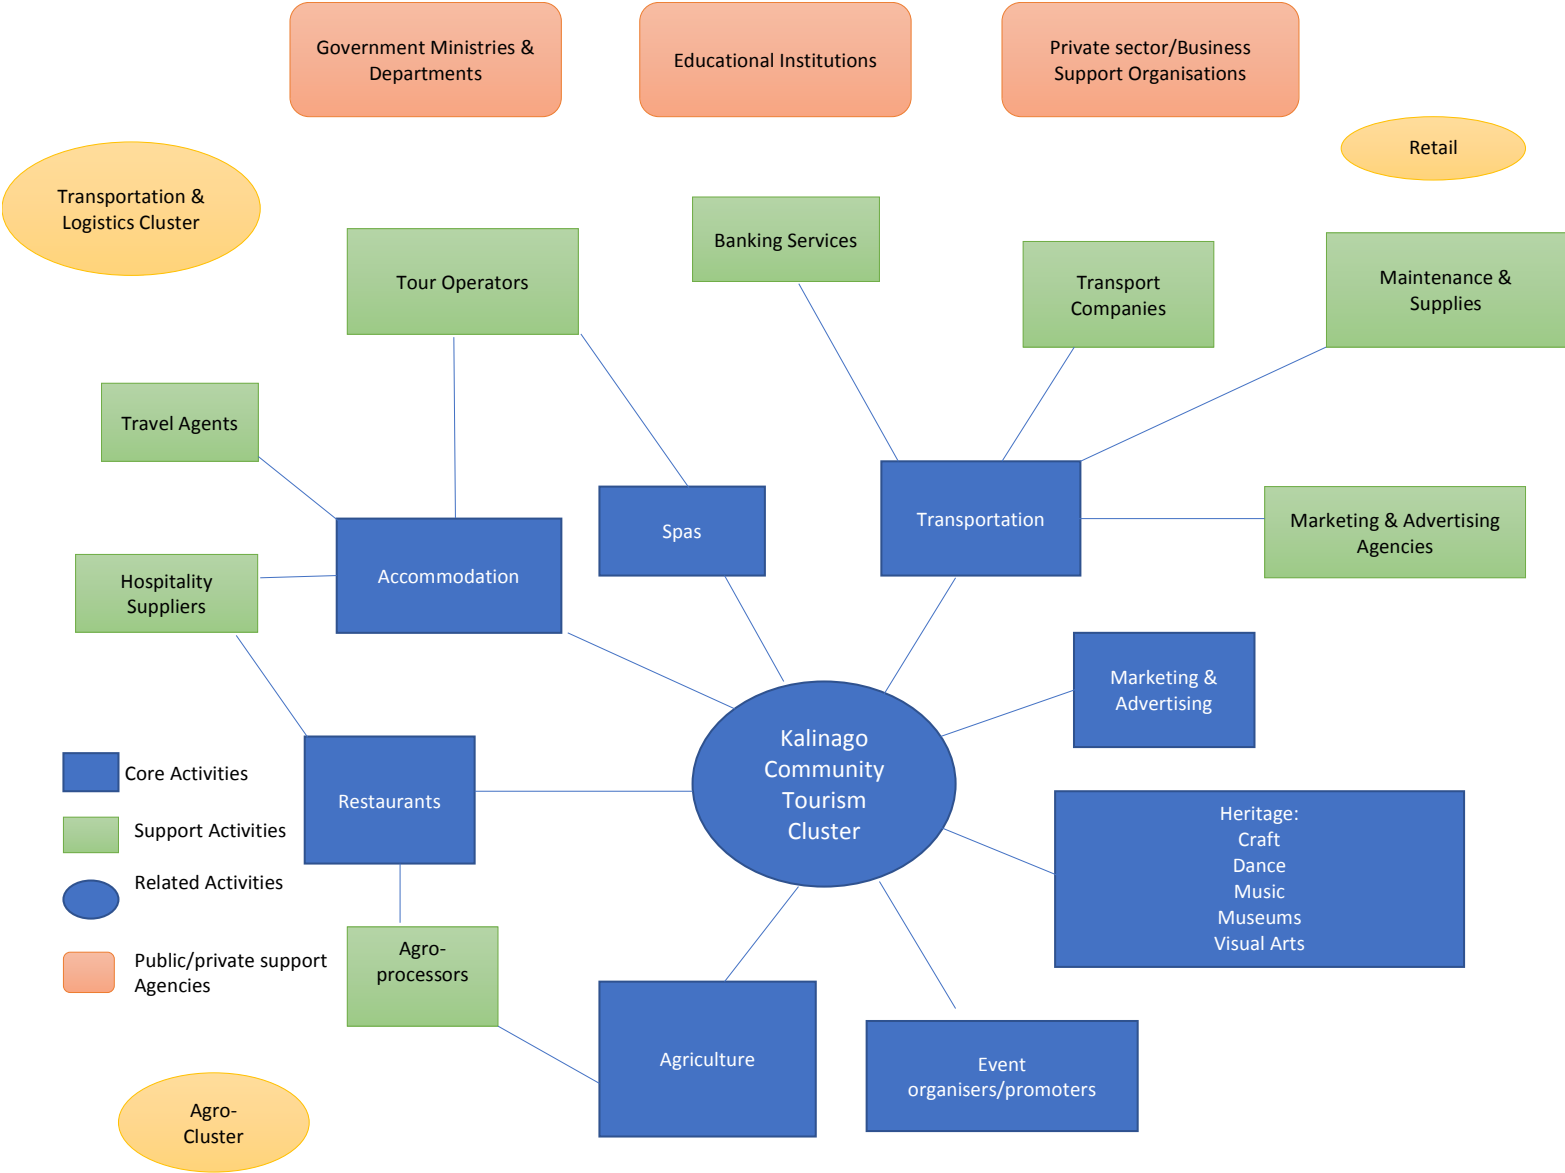 Government Ministries &
Departments
Educational Institutions
Private sector/Business
Support Organisations
Retail
Transportation &
Logistics Cluster
Tour Operators
Banking Services
Transport
Companies
Maintenance &
Supplies
Travel Agents
Spas
Transportation
Marketing & Advertising
Agencies
Hospitality
Suppliers
Accommodation
Marketing &
Advertising
Kalinago
Community
Tourism
Cluster
Core Activities
Support Activities
Related Activities
Public/private support
Agencies
Restaurants
Heritage:
Craft
Dance
Music
Museums
Visual Arts
Agro-
processors
Agriculture
Event
organisers/promoters
Agro-
Cluster